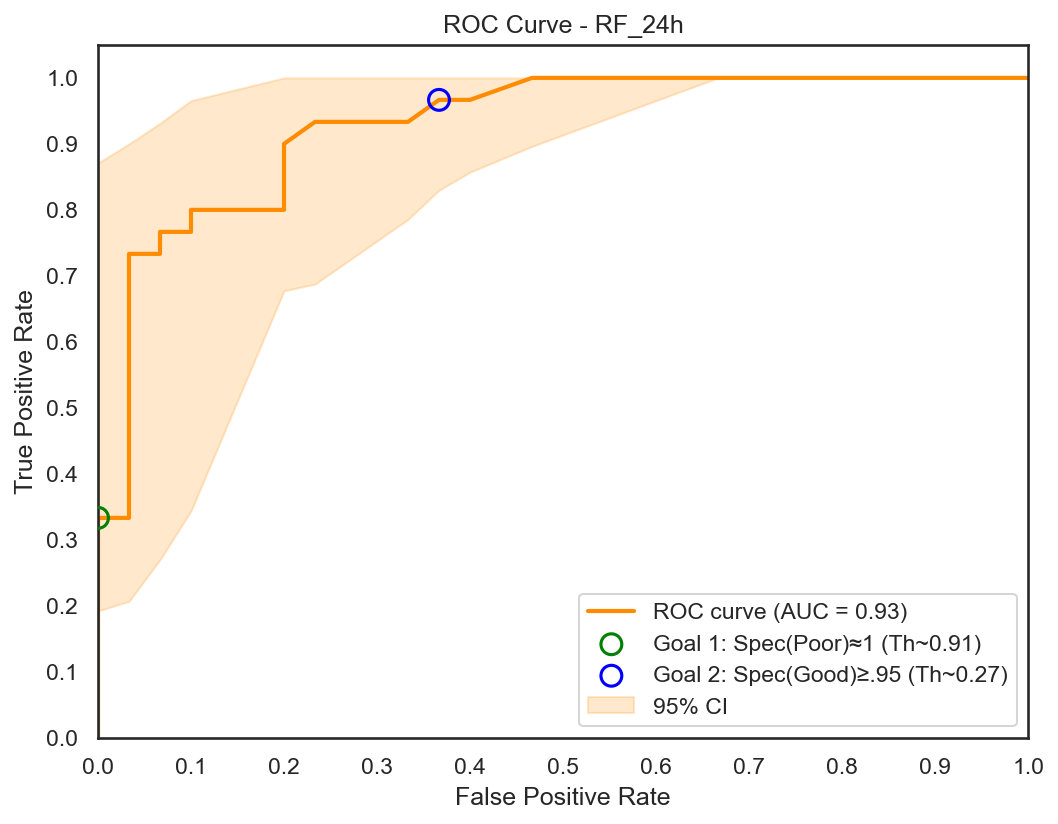 ROC Curve - RF_24h
True Positive Rate
1.0
0.9
0.8
0.7
0.6
0.5
0.4
0.3
0.2
0.1
0.0
ROC curve (AUC = 0.93)
Goal 1: Spec(Poor)≈1 (Th~0.91)
Goal 2: Spec(Good)≥.95 (Th~0.27)
95% CI
0.0 0.1 0.2 0.3 0.4 0.5 0.6 0.7 0.8 0.9 1.0
False Positive Rate